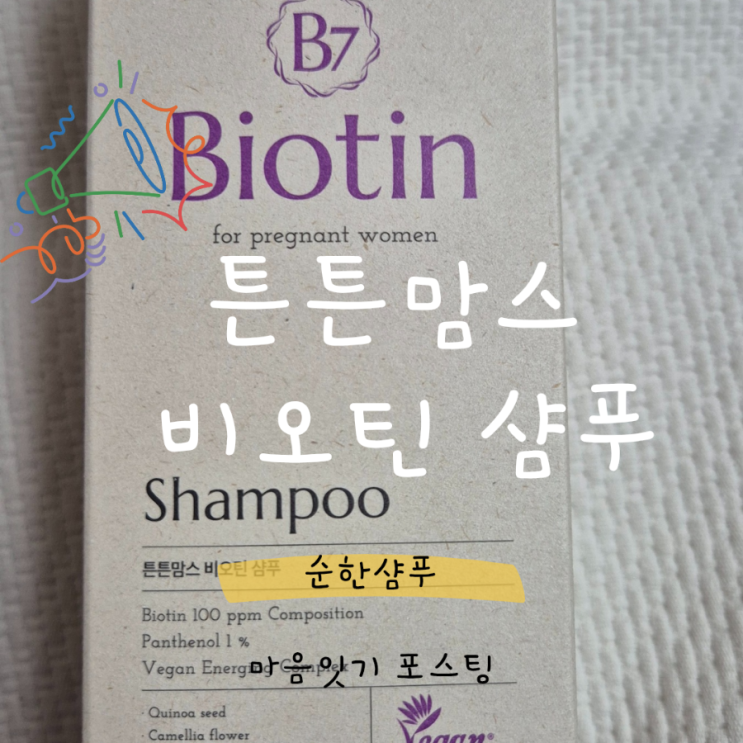 B7
Biotin
for pregnant women
튼튼맘스
비오틴 샴푸
Shampoo
튼튼맘스 비오틴 샴푸
순한샴푸
Biotin 100 ppm Composition
Panthenol 1 %
Vegan Energing Complex
마음잇기 포스팅
· Quinoa seed
· Camellia flower
Vegan